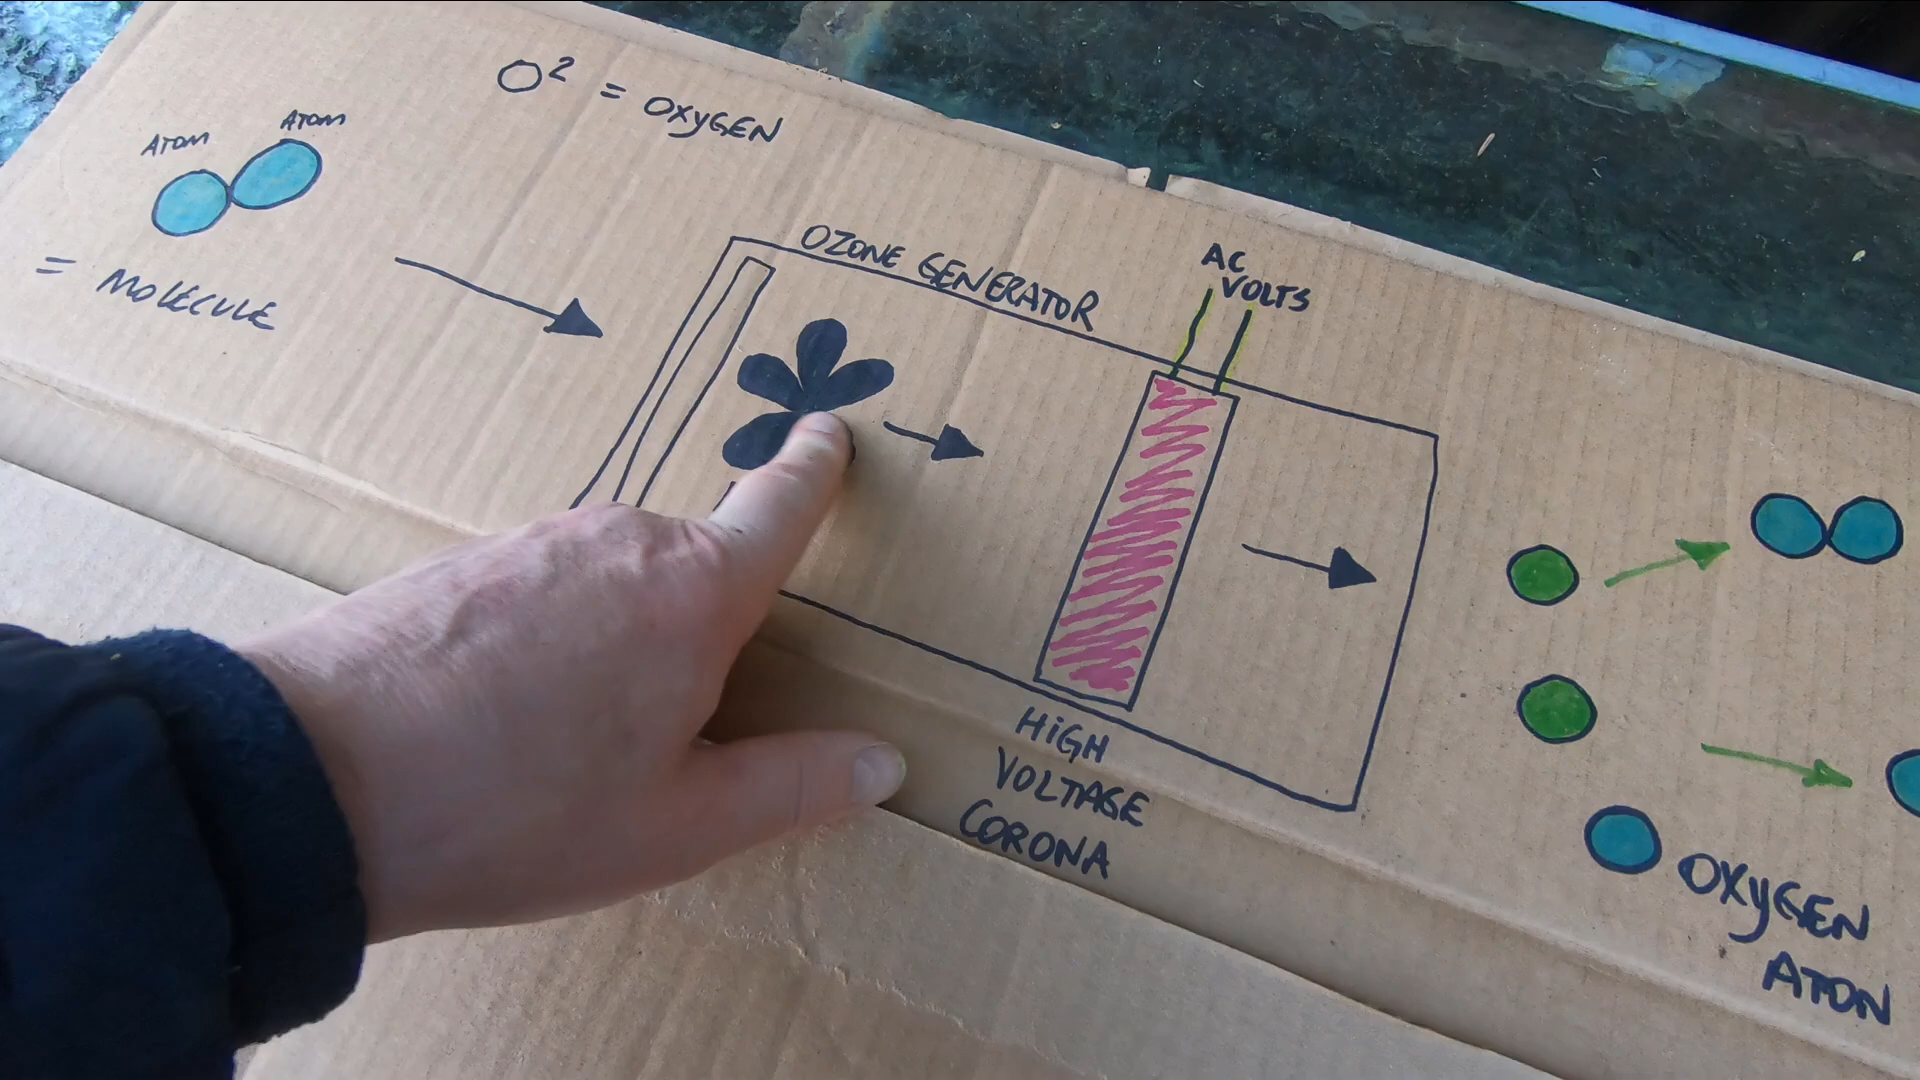 O² = OXYGEN
ATOM ATOM
= MOLECULE
OZONE GENERATOR
AC
VOLTS
HIGH
VOLTAGE
CORONA
OXYGEN
ATOM